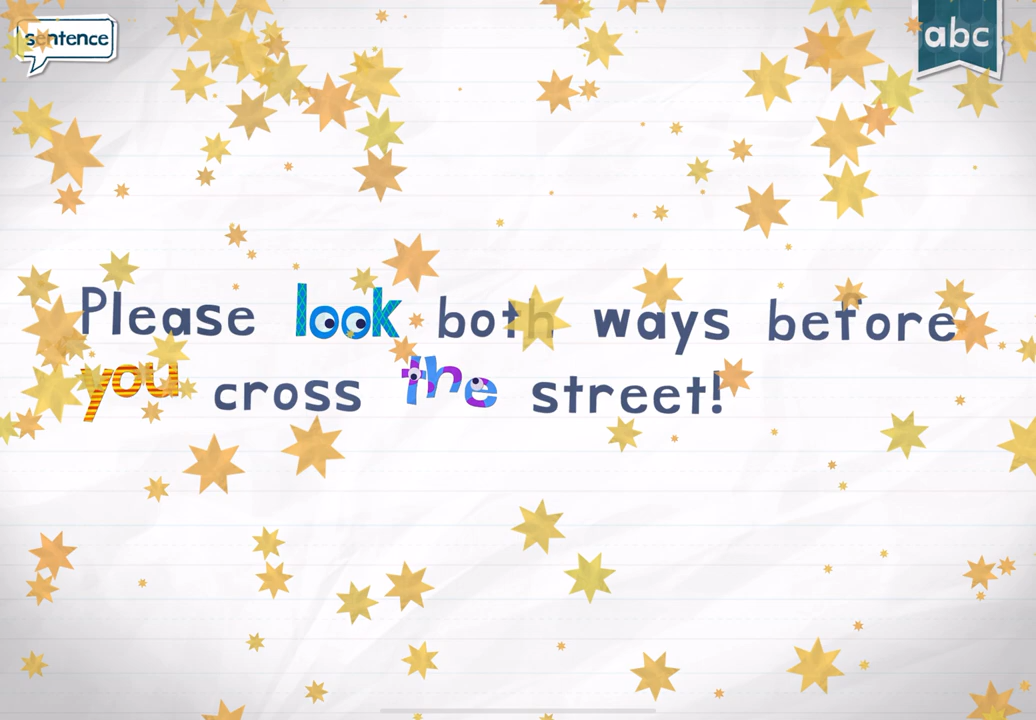 sentence
abc
Please look both ways before
you cross the street!